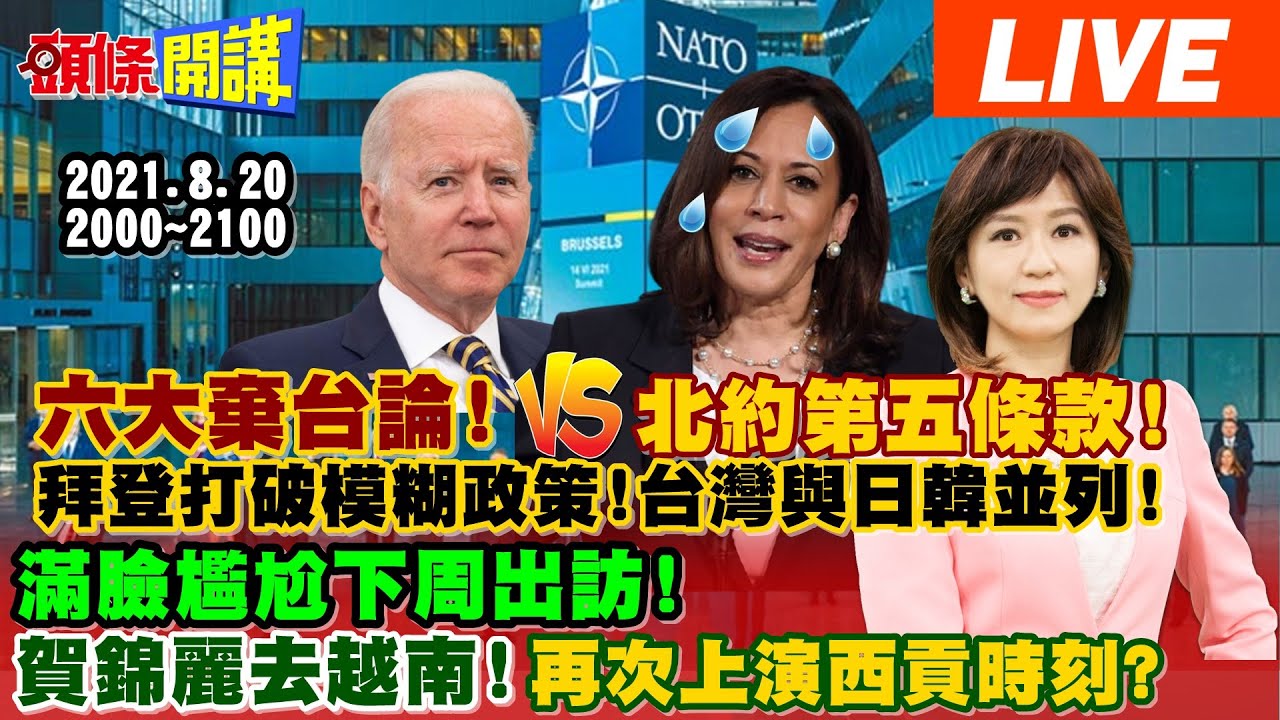 頭條開講
LIVE
2021.8.20
2000~2100
NATO
OT
BRUSSELS
14 VI 2021
Summit
六大棄台論! VS 北約第五條款!
拜登打破模糊政策!台灣與日韓並列!
滿臉尷尬下周出訪!
賀錦麗去越南!再次上演西貢時刻?